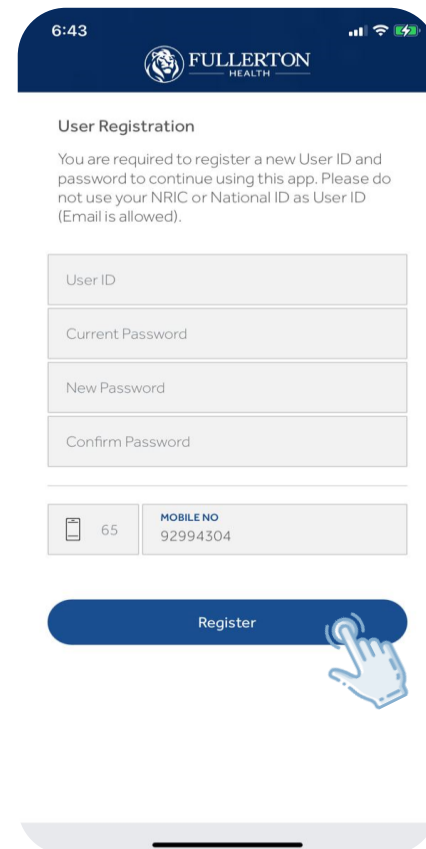 6:43
FULLERTON
HEALTH
User Registration
You are required to register a new User ID and
password to continue using this app. Please do
not use your NRIC or National ID as User ID
(Email is allowed).
User ID
Current Password
New Password
Confirm Password
MOBILE NO
65 92994304
Register